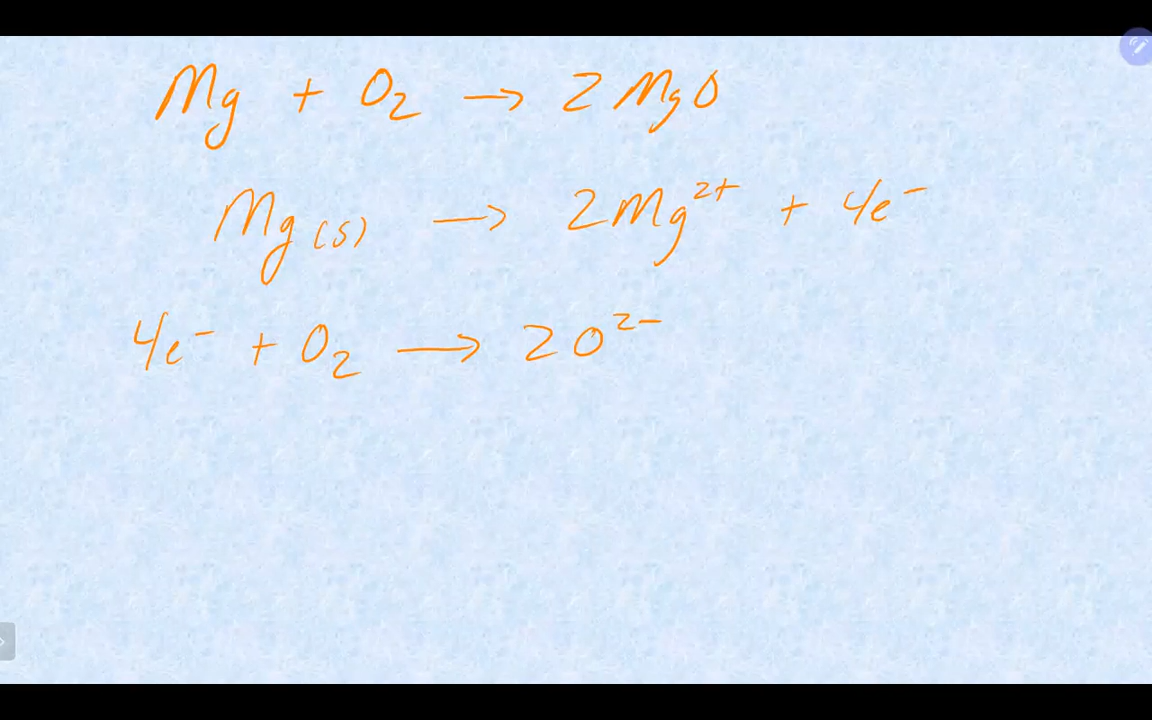 Mg + O₂ → 2MgO
Mg(s) → 2Mg²⁺ + 4e⁻
4e⁻ + O₂ → 2O²⁻